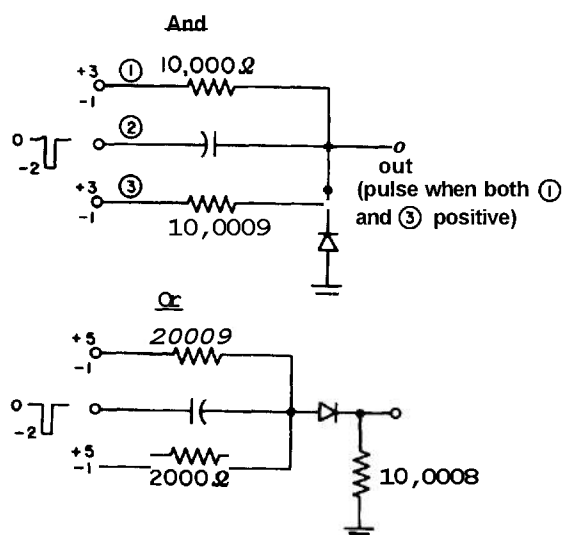 And
10,000Ω
+3 ①
-1
②
0
-2
out
+3 ③
(pulse when both ①
-1
and ③ positive)
10,0009
Or
+5
20009
-1
0
-2
+5
-1
2000Ω
10,0008